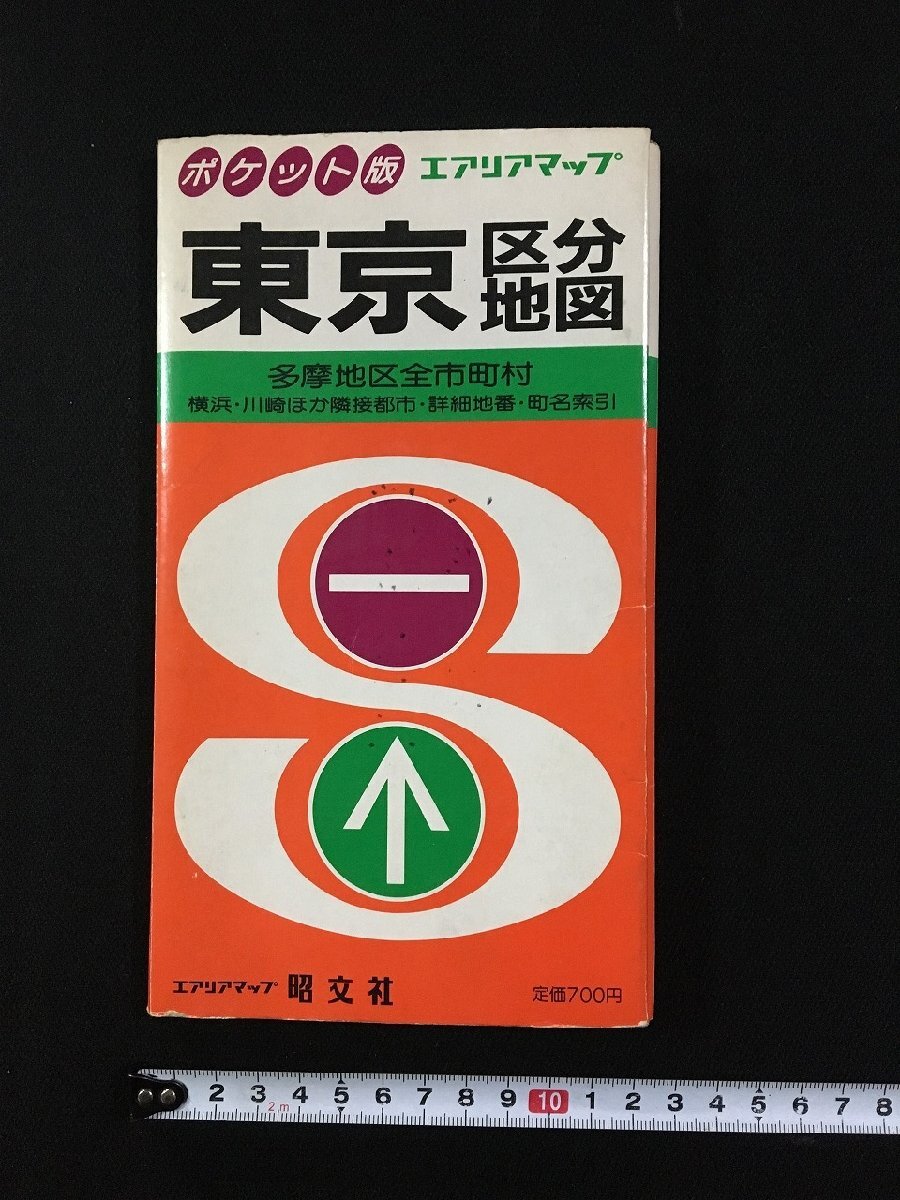 ポケット版 エアリアマップ
東京 区分地図
多摩地区全市町村
横浜・川崎ほか隣接都市・詳細地番・町名索引
エアリアマップ 昭文社
定価700円
2 3 4 5 6 7 8 9 10 1 2 3 4 5 6 7 8
2m